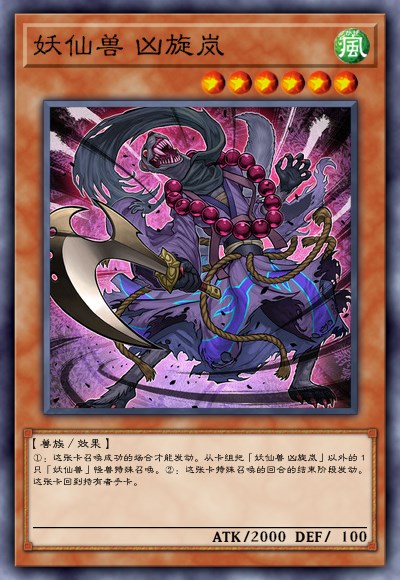 妖仙兽 凶旋岚
風
【兽族／效果】
①：这张卡召唤成功的场合才能发动。从卡组把「妖仙兽 凶旋岚」以外的１
只「妖仙兽」怪兽特殊召唤。②：这张卡特殊召唤的回合的结束阶段发动。
这张卡回到持有者手卡。
ATK/2000 DEF/ 100